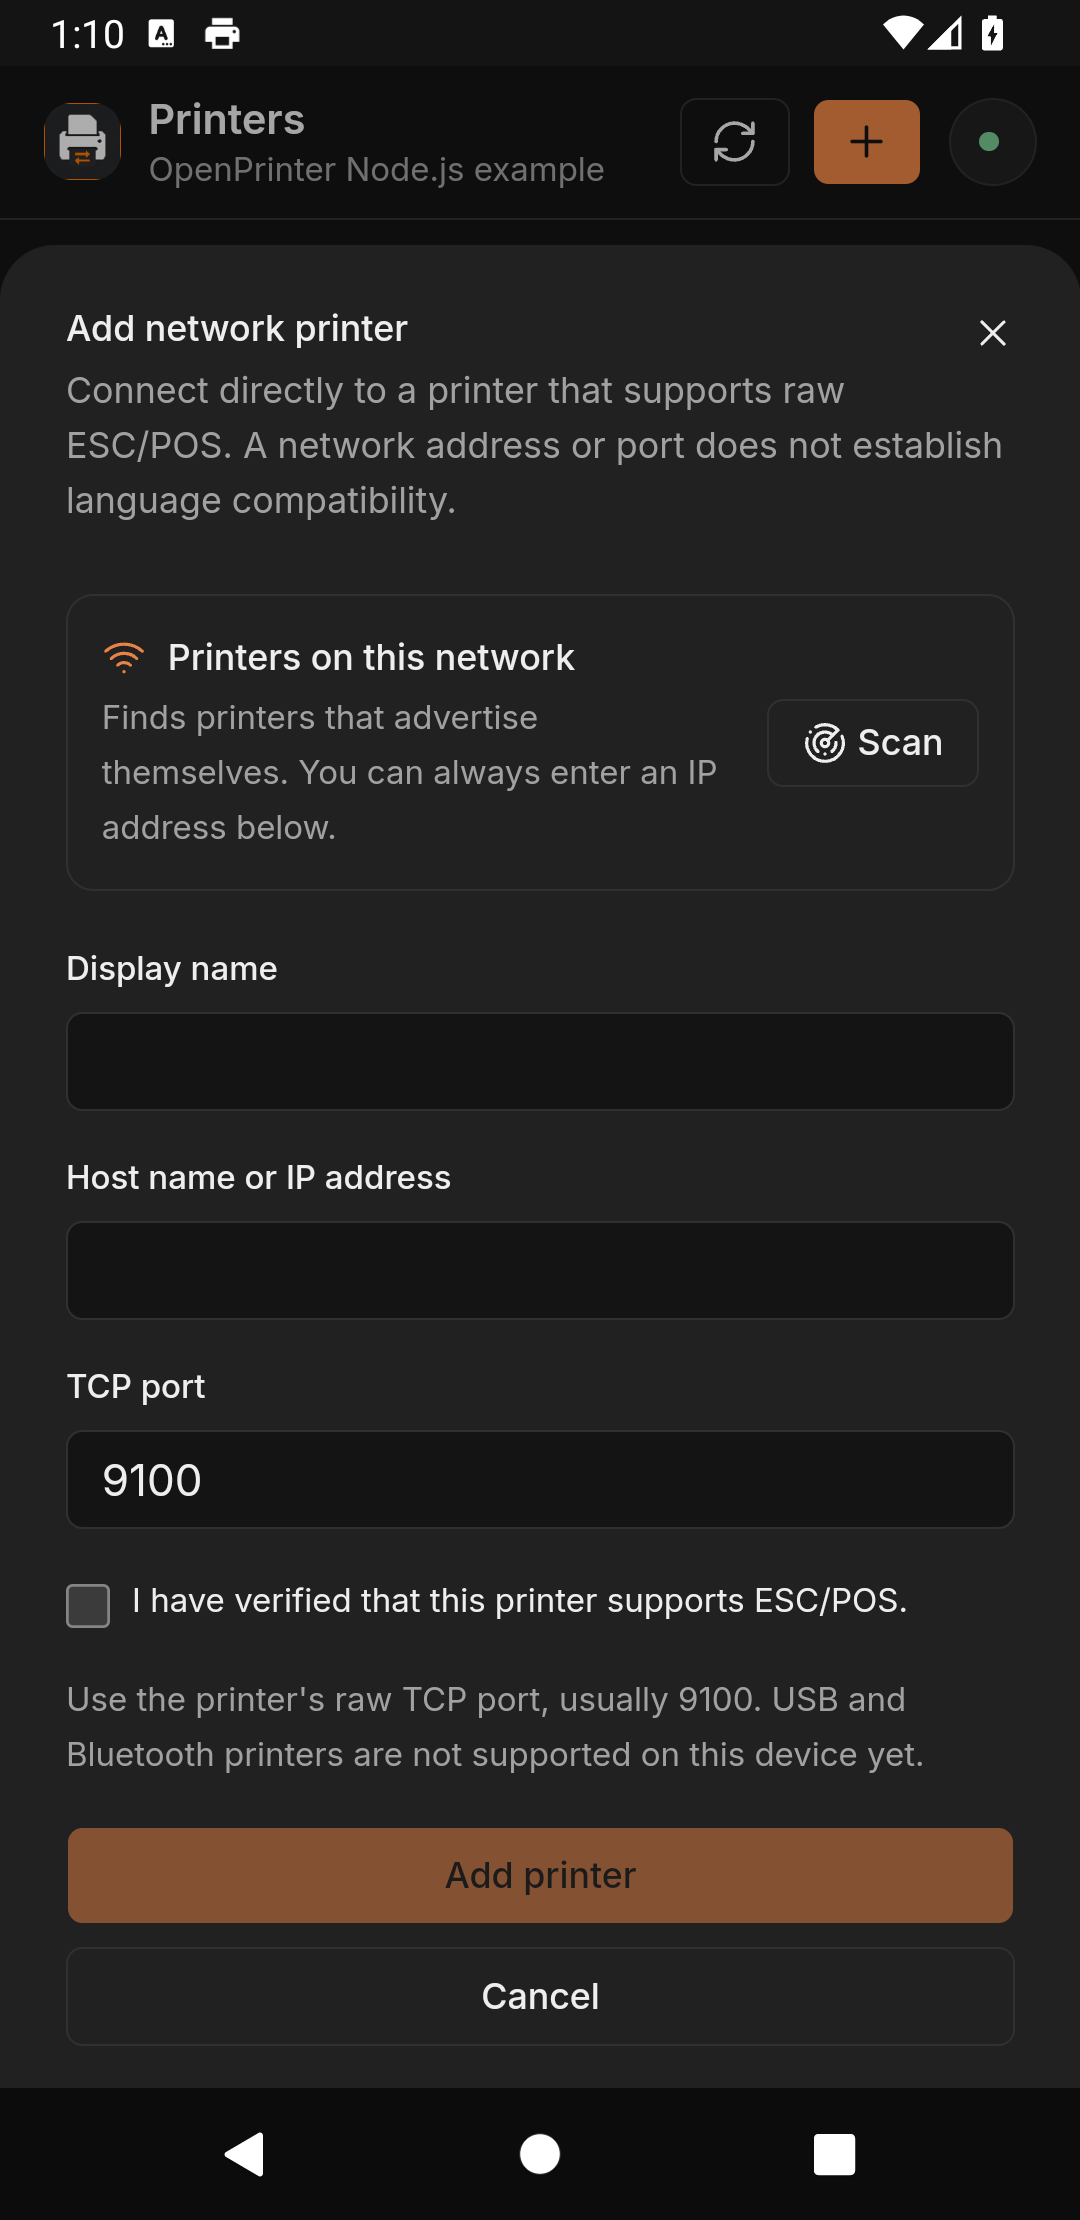 1:10
Printers
OpenPrinter Node.js example
Add network printer
Connect directly to a printer that supports raw
ESC/POS. A network address or port does not establish
language compatibility.
Printers on this network
Finds printers that advertise
themselves. You can always enter an IP
address below.
Scan
Display name
Host name or IP address
TCP port
9100
I have verified that this printer supports ESC/POS.
Use the printer's raw TCP port, usually 9100. USB and
Bluetooth printers are not supported on this device yet.
Add printer
Cancel